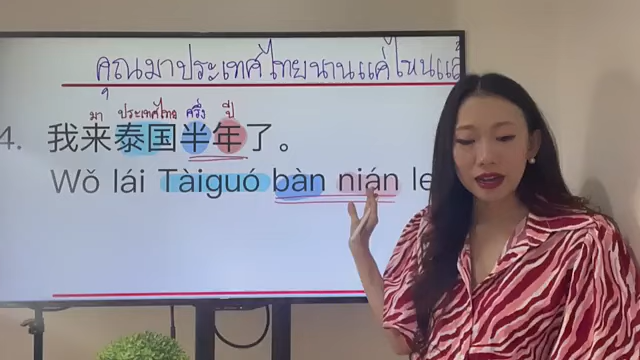 คุณมาประเทศไทยนานแค่ไหนแล้
มา ประเทศไทย ครึ่ง ปี
4. 我来泰国半年了。
Wǒ lái Tàiguó bàn nián le